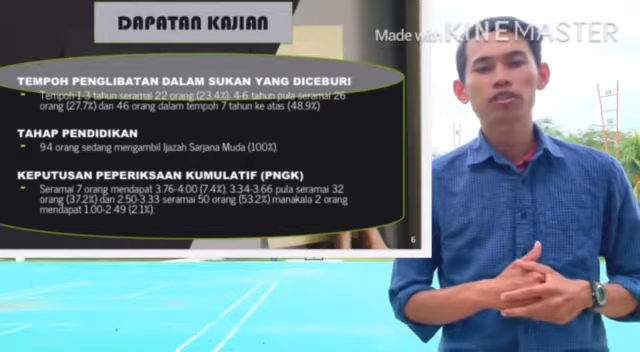 DAPATAN KAJIAN
Made with KINEMASTER
TEMPOH PENGLIBATAN DALAM SUKAN YANG DICEBURI
Tempoh 1-3 tahun seramai 22 orang (23.4%), 4-6 tahun pula seramai 26
orang (27.7%) dan 46 orang dalam tempoh 7 tahun ke atas (48.9%)
TAHAP PENDIDIKAN
94 orang sedang mengambil Ijazah Sarjana Muda (100%)
KEPUTUSAN PEPERIKSAAN KUMULATIF (PNGK)
Seramai 7 orang mendapat 3.76-4.00 (7.4%). 3.34-3.66 pula seramai 32
orang (37.2%) dan 2.50-3.33 seramai 50 orang (53.2%) manakala 2 orang
mendapat 1.00-2.49 (2.1%).
6